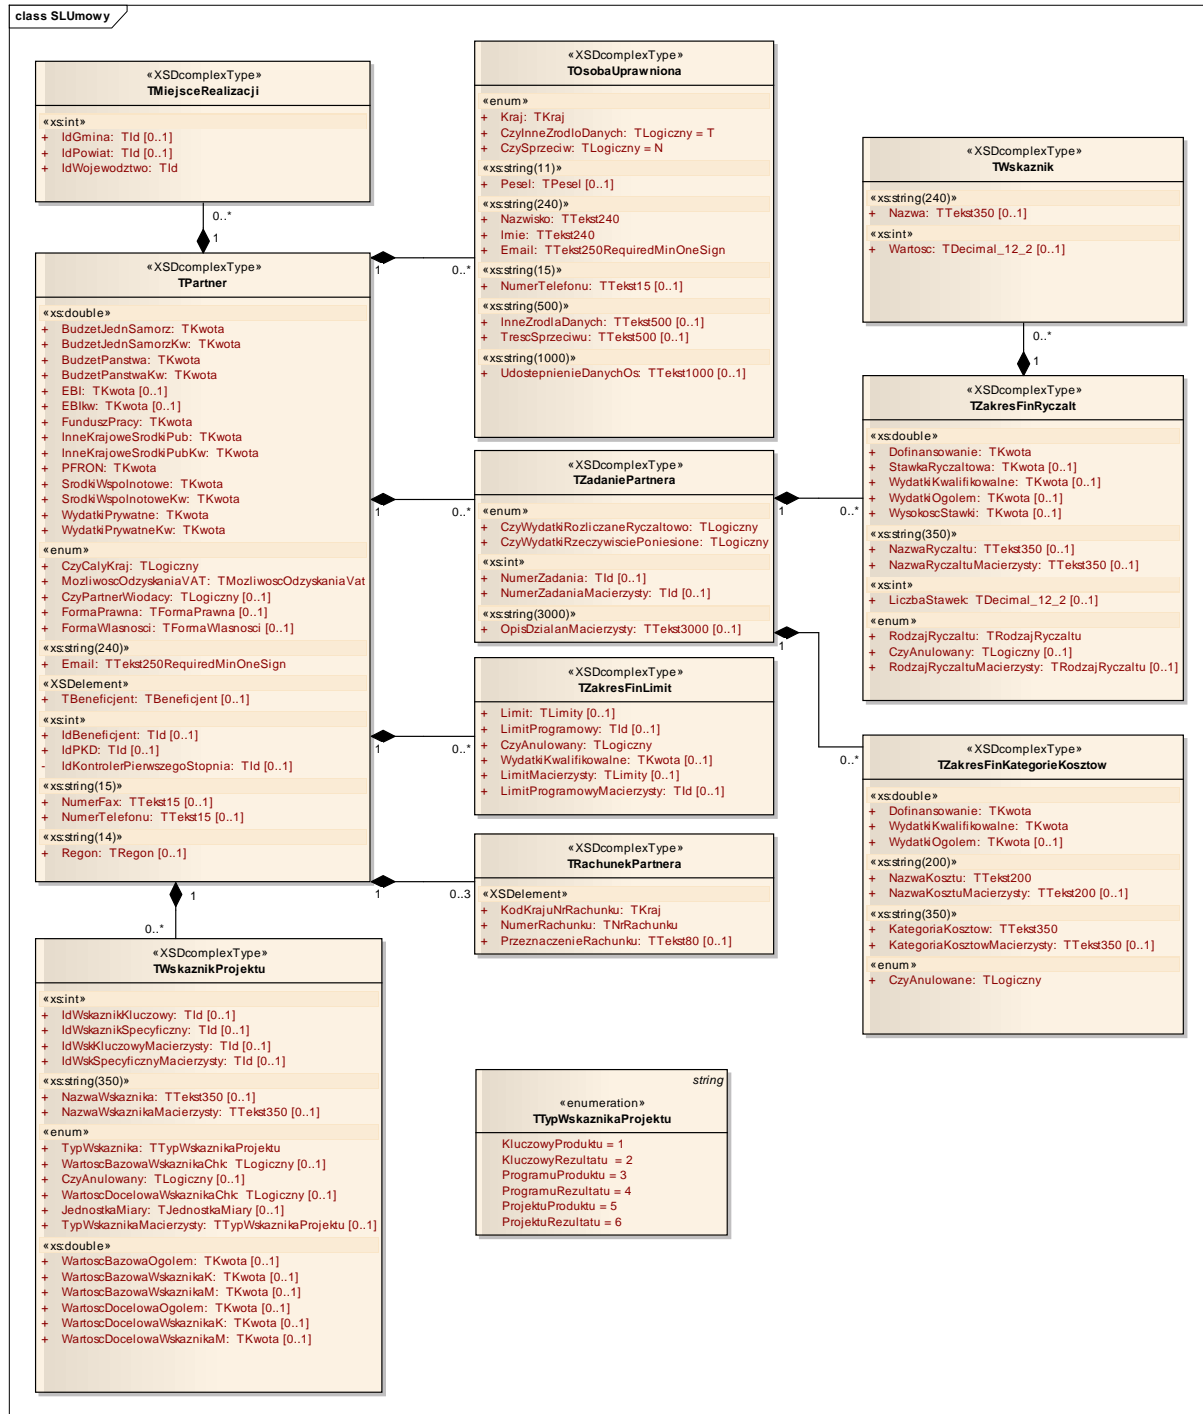 class SLUmowy
«XSDcomplexType»
TMiejsceRealizacji
«xs:int»
+ IdGmina: TId [0..1]
+ IdPowiat: TId [0..1]
+ IdWojewodztwo: TId
0..*
1
«XSDcomplexType»
TPartner
«xs:double»
+ BudzetJednSamorz: TKwota
+ BudzetJednSamorzKw: TKwota
+ BudzetPanstwa: TKwota
+ BudzetPanstwaKw: TKwota
+ EBI: TKwota [0..1]
+ EBIkw: TKwota [0..1]
+ FunduszPracy: TKwota
+ InneKrajoweSrodkiPub: TKwota
+ InneKrajoweSrodkiPubKw: TKwota
+ PFRON: TKwota
+ SrodkiWspolnotowe: TKwota
+ SrodkiWspolnotoweKw: TKwota
+ WydatkiPrywatne: TKwota
+ WydatkiPrywatneKw: TKwota
«enum»
+ CzyCalyKraj: TLogiczny
+ MozliwoscOdzyskaniaVAT: TMozliwoscOdzyskaniaVat
+ CzyPartnerWiodacy: TLogiczny [0..1]
+ FormaPrawna: TFormaPrawna [0..1]
+ FormaWlasnosci: TFormaWlasnosci [0..1]
«xs:string(240)»
+ Email: TTekst250RequiredMinOneSign
«XSDelement»
+ TBeneficjent: TBeneficjent [0..1]
«xs:int»
+ IdBeneficjent: TId [0..1]
+ IdPKD: TId [0..1]
- IdKontrolerPierwszegoStopnia: TId [0..1]
«xs:string(15)»
+ NumerFax: TTekst15 [0..1]
+ NumerTelefonu: TTekst15 [0..1]
«xs:string(14)»
+ Regon: TRegon [0..1]
1
0..*
«XSDcomplexType»
TWskaznikProjektu
«xs:int»
+ IdWskaznikKluczowy: TId [0..1]
+ IdWskaznikSpecyficzny: TId [0..1]
+ IdWskKluczowyMacierzysty: TId [0..1]
+ IdWskSpecyficznyMacierzysty: TId [0..1]
«xs:string(350)»
+ NazwaWskaznika: TTekst350 [0..1]
+ NazwaWskaznikaMacierzysty: TTekst350 [0..1]
«enum»
+ TypWskaznika: TTypWskaznikaProjektu
+ WartoscBazowaWskaznikaChk: TLogiczny [0..1]
+ CzyAnulowany: TLogiczny [0..1]
+ WartoscDocelowaWskaznikaChk: TLogiczny [0..1]
+ JednostkaMiary: TJednostkaMiary [0..1]
+ TypWskaznikaMacierzysty: TTypWskaznikaProjektu [0..1]
«xs:double»
+ WartoscBazowaOgolem: TKwota [0..1]
+ WartoscBazowaWskaznikaK: TKwota [0..1]
+ WartoscBazowaWskaznikaM: TKwota [0..1]
+ WartoscDocelowaOgolem: TKwota [0..1]
+ WartoscDocelowaWskaznikaK: TKwota [0..1]
+ WartoscDocelowaWskaznikaM: TKwota [0..1]
«XSDcomplexType»
TOsobaUprawniona
«enum»
+ Kraj: TKraj
+ CzyInneZrodloDanych: TLogiczny = T
+ CzySprzeciw: TLogiczny = N
«xs:string(11)»
+ Pesel: TPesel [0..1]
«xs:string(240)»
+ Nazwisko: TTekst240
+ Imie: TTekst240
+ Email: TTekst250RequiredMinOneSign
«xs:string(15)»
+ NumerTelefonu: TTekst15 [0..1]
«xs:string(500)»
+ InneZrodlaDanych: TTekst500 [0..1]
+ TrescSprzeciwu: TTekst500 [0..1]
«xs:string(1000)»
+ UdostepnienieDanychOs: TTekst1000 [0..1]
1
0..*
«XSDcomplexType»
TZadaniePartnera
«enum»
+ CzyWydatkiRozliczaneRyczaltowo: TLogiczny
+ CzyWydatkiRzeczywisciePoniesione: TLogiczny
«xs:int»
+ NumerZadania: TId [0..1]
+ NumerZadaniaMacierzysty: TId [0..1]
«xs:string(3000)»
+ OpisDzialanMacierzysty: TTekst3000 [0..1]
1
0..*
«XSDcomplexType»
TZakresFinLimit
+ Limit: TLimity [0..1]
+ LimitProgramowy: TId [0..1]
+ CzyAnulowany: TLogiczny
+ WydatkiKwalifikowalne: TKwota [0..1]
+ LimitMacierzysty: TLimity [0..1]
+ LimitProgramowyMacierzysty: TId [0..1]
1
0..*
«XSDcomplexType»
TRachunekPartnera
«XSDelement»
+ KodKrajuNrRachunku: TKraj
+ NumerRachunku: TNrRachunku
+ PrzeznaczenieRachunku: TTekst80 [0..1]
1
0..3
string
«enumeration»
TTypWskaznikaProjektu
KluczowyProduktu = 1
KluczowyRezultatu = 2
ProgramuProduktu = 3
ProgramuRezultatu = 4
ProjektuProduktu = 5
ProjektuRezultatu = 6
«XSDcomplexType»
TWskaznik
«xs:string(240)»
+ Nazwa: TTekst350 [0..1]
«xs:int»
+ Wartosc: TDecimal_12_2 [0..1]
0..*
1
«XSDcomplexType»
TZakresFinRyczalt
«xs:double»
+ Dofinansowanie: TKwota
+ StawkaRyczaltowa: TKwota [0..1]
+ WydatkiKwalifikowalne: TKwota [0..1]
+ WydatkiOgolem: TKwota [0..1]
+ WysokoscStawki: TKwota [0..1]
«xs:string(350)»
+ NazwaRyczaltu: TTekst350 [0..1]
+ NazwaRyczaltuMacierzysty: TTekst350 [0..1]
«xs:int»
+ LiczbaStawek: TDecimal_12_2 [0..1]
«enum»
+ RodzajRyczaltu: TRodzajRyczaltu
+ CzyAnulowany: TLogiczny [0..1]
+ RodzajRyczaltuMacierzysty: TRodzajRyczaltu [0..1]
1
0..*
1
0..*
«XSDcomplexType»
TZakresFinKategorieKosztow
«xs:double»
+ Dofinansowanie: TKwota
+ WydatkiKwalifikowalne: TKwota
+ WydatkiOgolem: TKwota [0..1]
«xs:string(200)»
+ NazwaKosztu: TTekst200
+ NazwaKosztuMacierzysty: TTekst200 [0..1]
«xs:string(350)»
+ KategoriaKosztow: TTekst350
+ KategoriaKosztowMacierzysty: TTekst350 [0..1]
«enum»
+ CzyAnulowane: TLogiczny